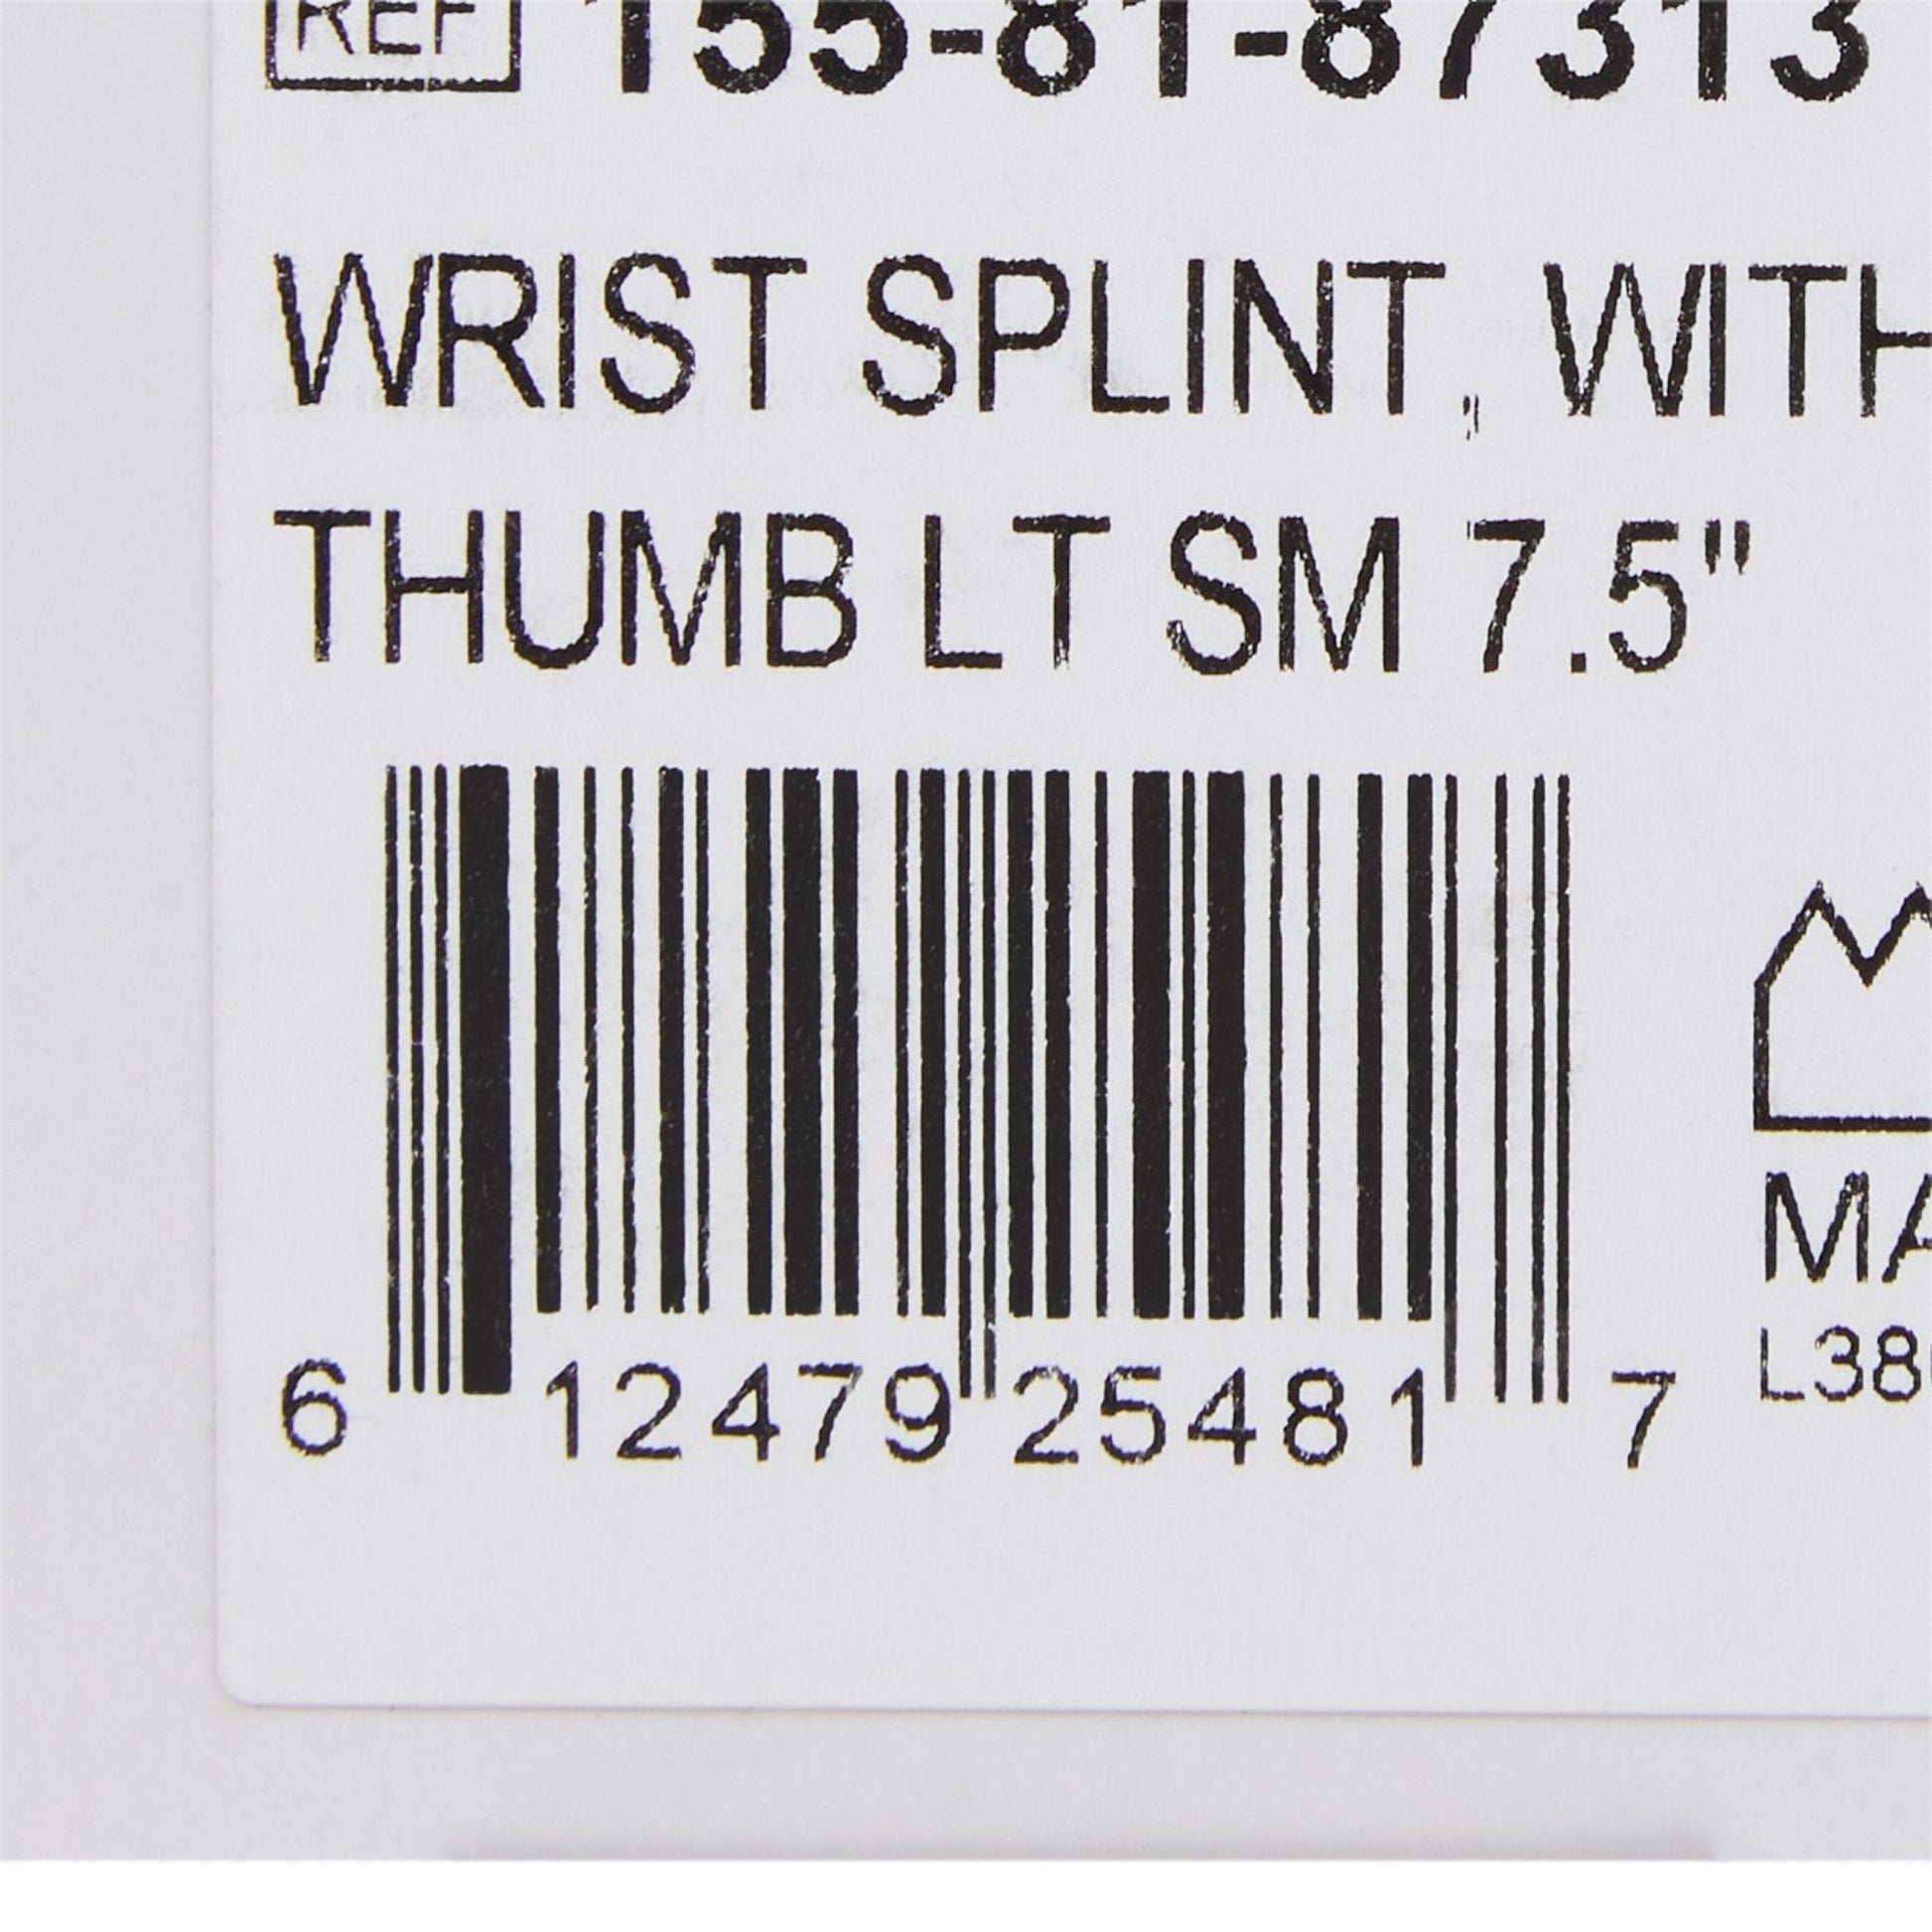 REF 155-81-87313
WRIST SPLINT, WITH
THUMB LT SM 7.5"
6 12479 25481 7